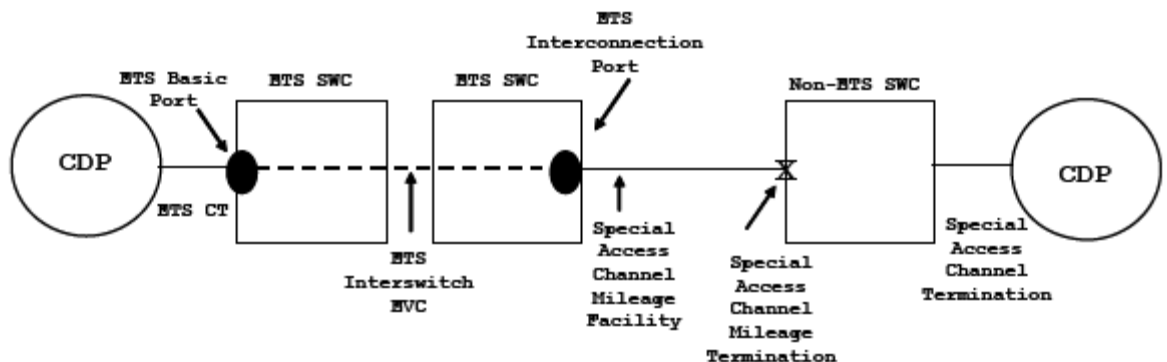 ETS
Interconnection
Port
ETS Basic
Port
ETS SWC
ETS SWC
Non-ETS SWC
CDP
CDP
ETS CT
ETS
Interswitch
EVC
Special
Access
Channel
Mileage
Facility
Special
Access
Channel
Mileage
Termination
Special
Access
Channel
Termination